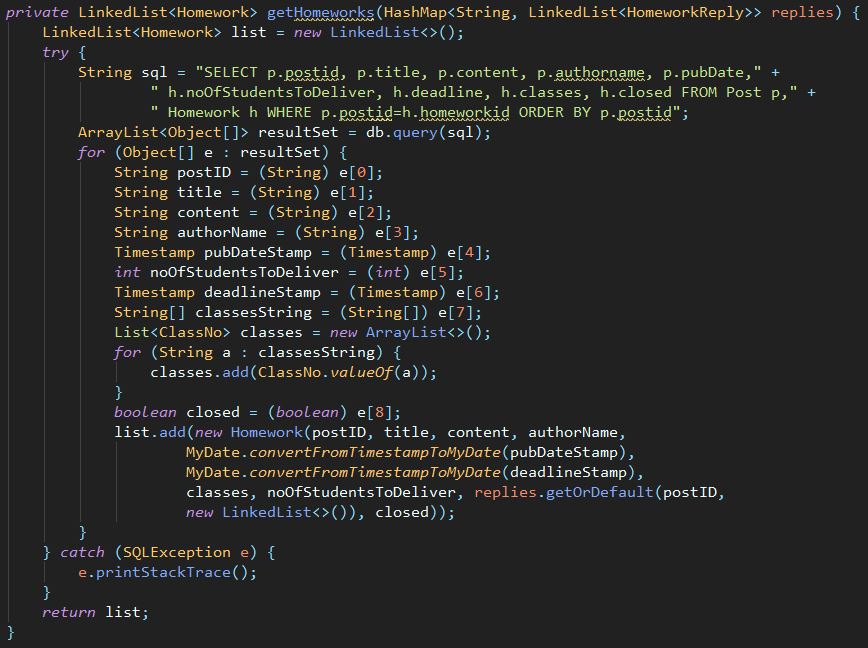 private LinkedList<Homework> getHomeworks(HashMap<String, LinkedList<HomeworkReply>> replies) {
    LinkedList<Homework> list = new LinkedList<>();
    try {
        String sql = "SELECT p.postid, p.title, p.content, p.authorname, p.pubDate," +
                " h.noOfStudentsToDeliver, h.deadline, h.classes, h.closed FROM Post p," +
                " Homework h WHERE p.postid=h.homeworkid ORDER BY p.postid";
        ArrayList<Object[]> resultSet = db.query(sql);
        for (Object[] e : resultSet) {
            String postID = (String) e[0];
            String title = (String) e[1];
            String content = (String) e[2];
            String authorName = (String) e[3];
            Timestamp pubDateStamp = (Timestamp) e[4];
            int noOfStudentsToDeliver = (int) e[5];
            Timestamp deadlineStamp = (Timestamp) e[6];
            String[] classesString = (String[]) e[7];
            List<ClassNo> classes = new ArrayList<>();
            for (String a : classesString) {
                classes.add(ClassNo.valueOf(a));
            }
            boolean closed = (boolean) e[8];
            list.add(new Homework(postID, title, content, authorName,
                    MyDate.convertFromTimestampToMyDate(pubDateStamp),
                    MyDate.convertFromTimestampToMyDate(deadlineStamp),
                    classes, noOfStudentsToDeliver, replies.getOrDefault(postID,
                    new LinkedList<>()), closed));
        }
    } catch (SQLException e) {
        e.printStackTrace();
    }
    return list;
}